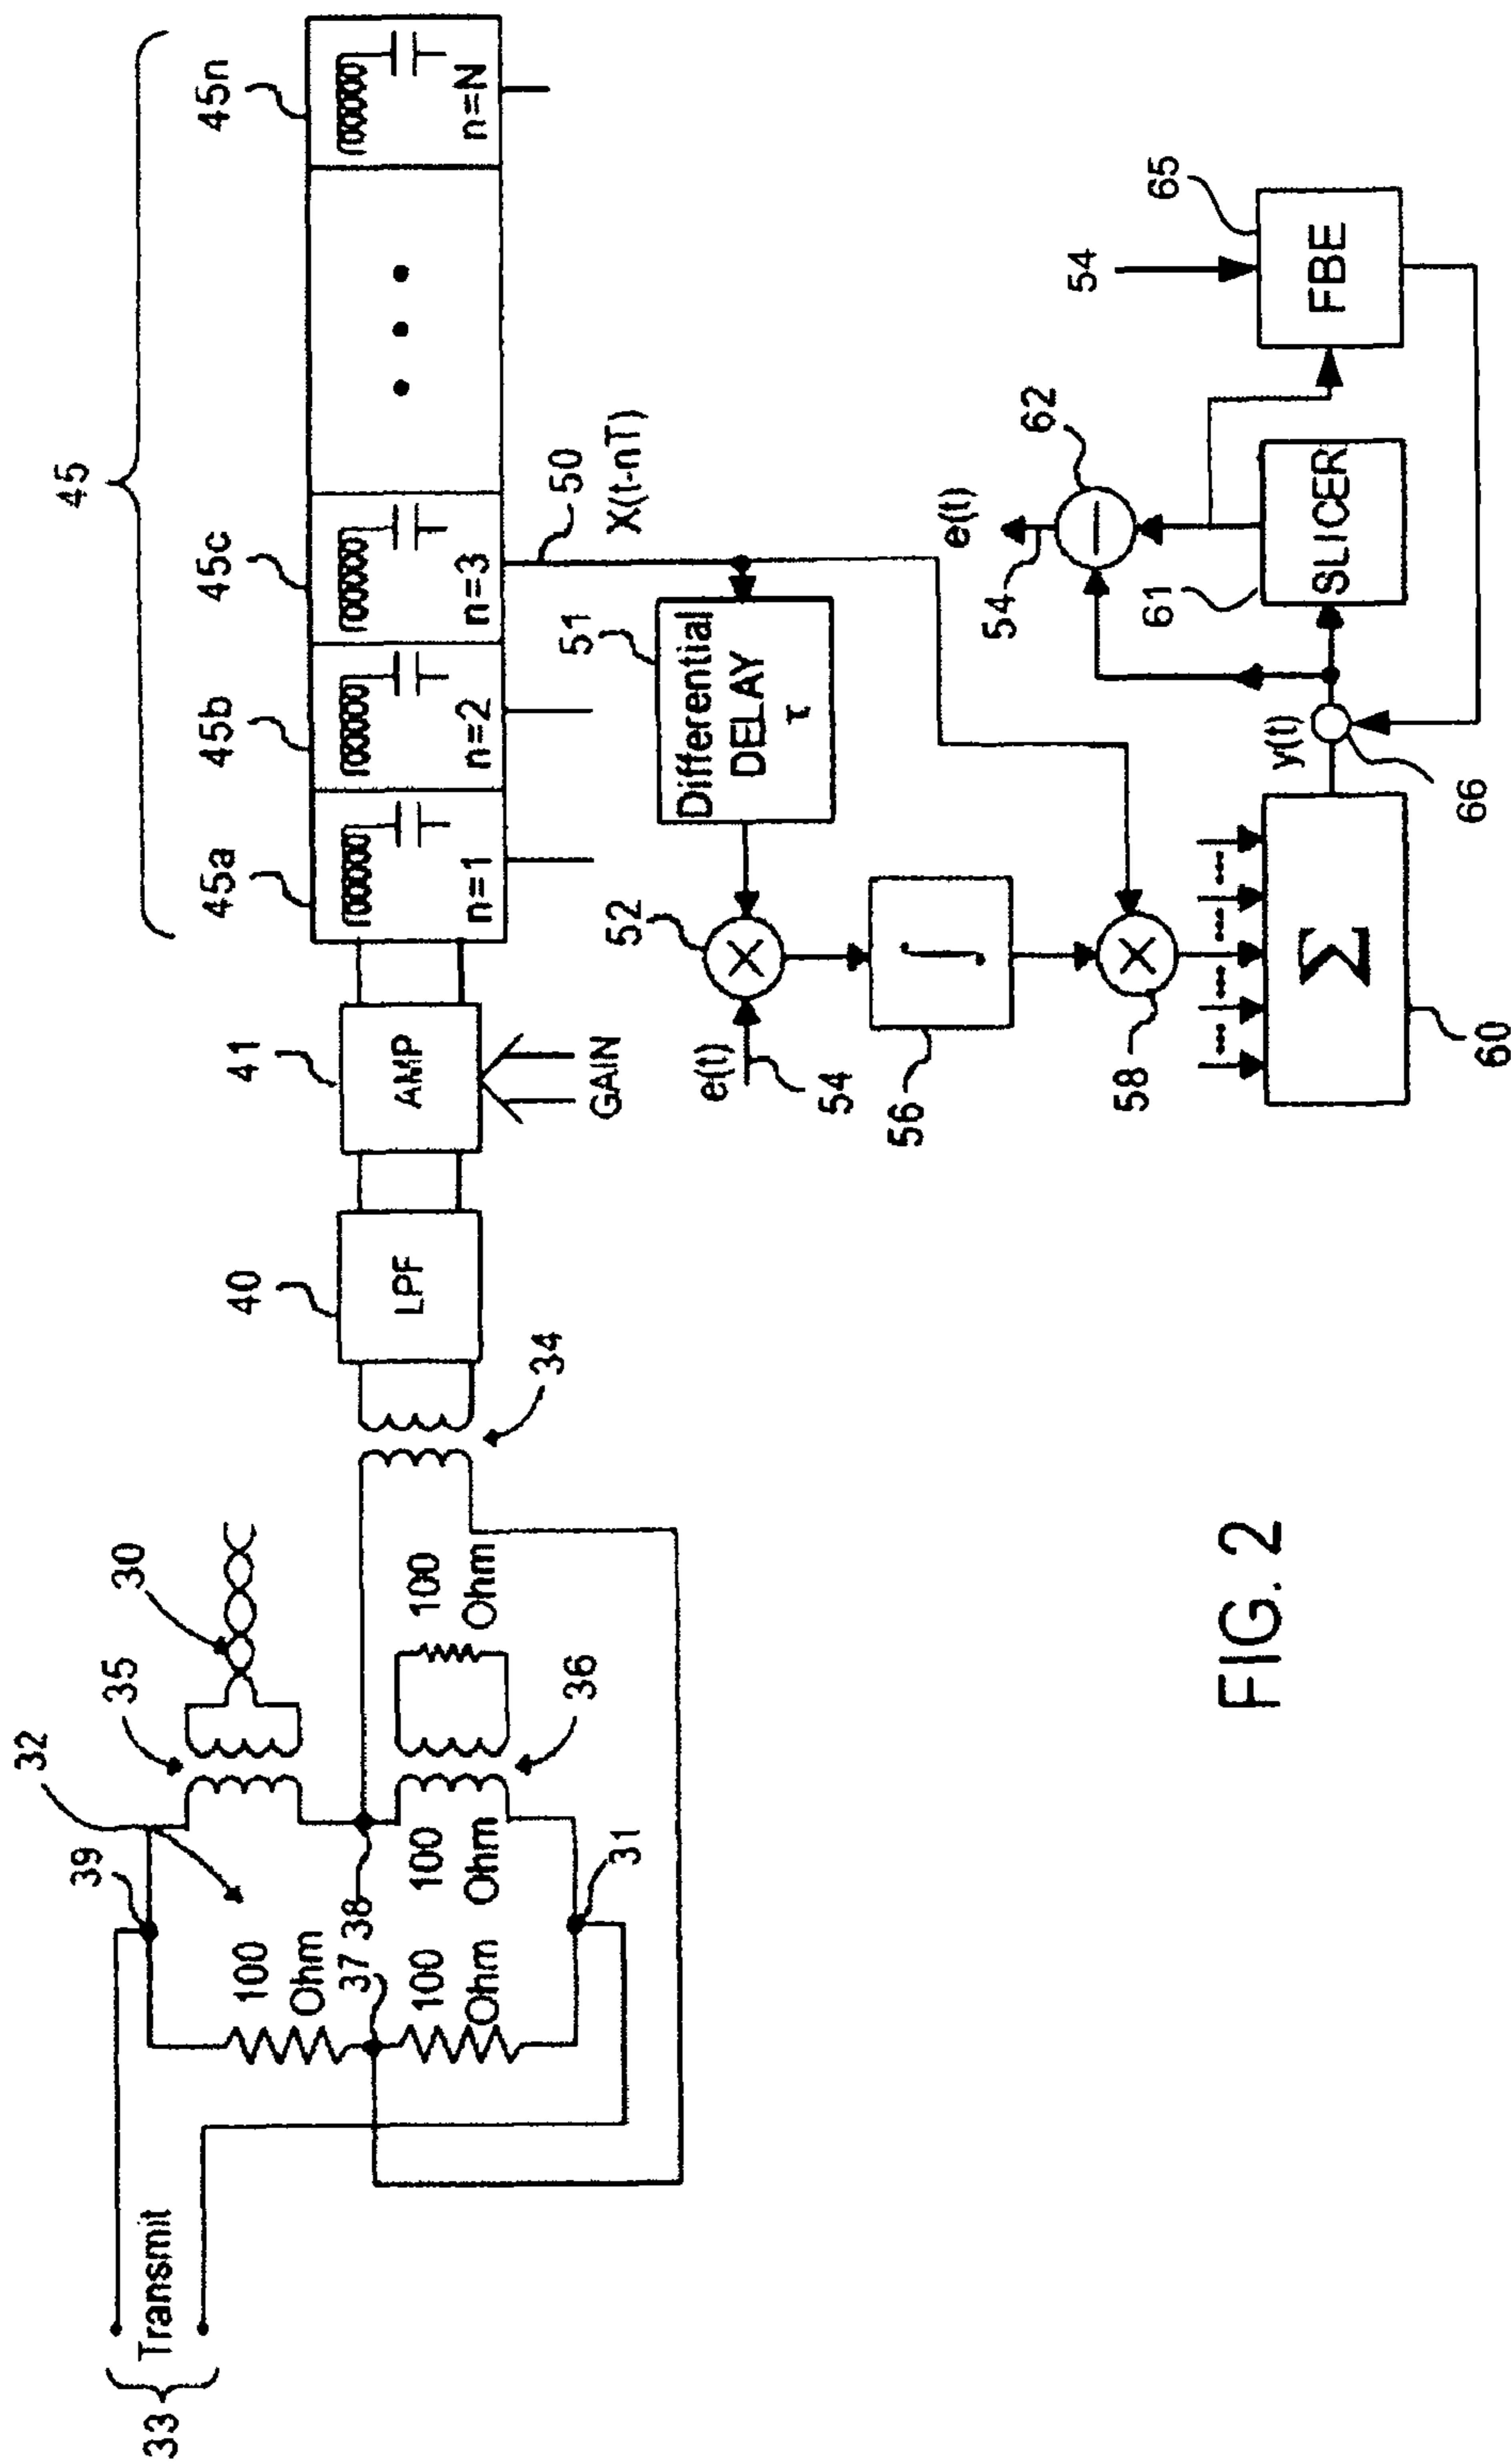 45
45a
45b
45c
45n
n=1
n=2
n=3
n=N
33
Transmit
39
32
35
30
100
Ohm
37
38
100
Ohm
100
Ohm
100
Ohm
31
36
34
40
LPF
41
AMP
GAIN
50
X(t-nT)
51
Differential
DELAY
τ
52
e(t)
54
56
∫
58
60
Σ
y(t)
66
61
SLICER
62
e(t)
54
54
65
FBE
FIG. 2